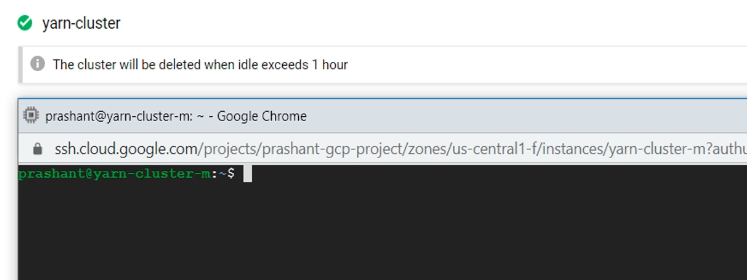 yarn-cluster
The cluster will be deleted when idle exceeds 1 hour
prashant@yarn-cluster-m: ~ - Google Chrome
ssh.cloud.google.com/projects/prashant-gcp-project/zones/us-central1-f/instances/yarn-cluster-m?authu
prashant@yarn-cluster-m:~$